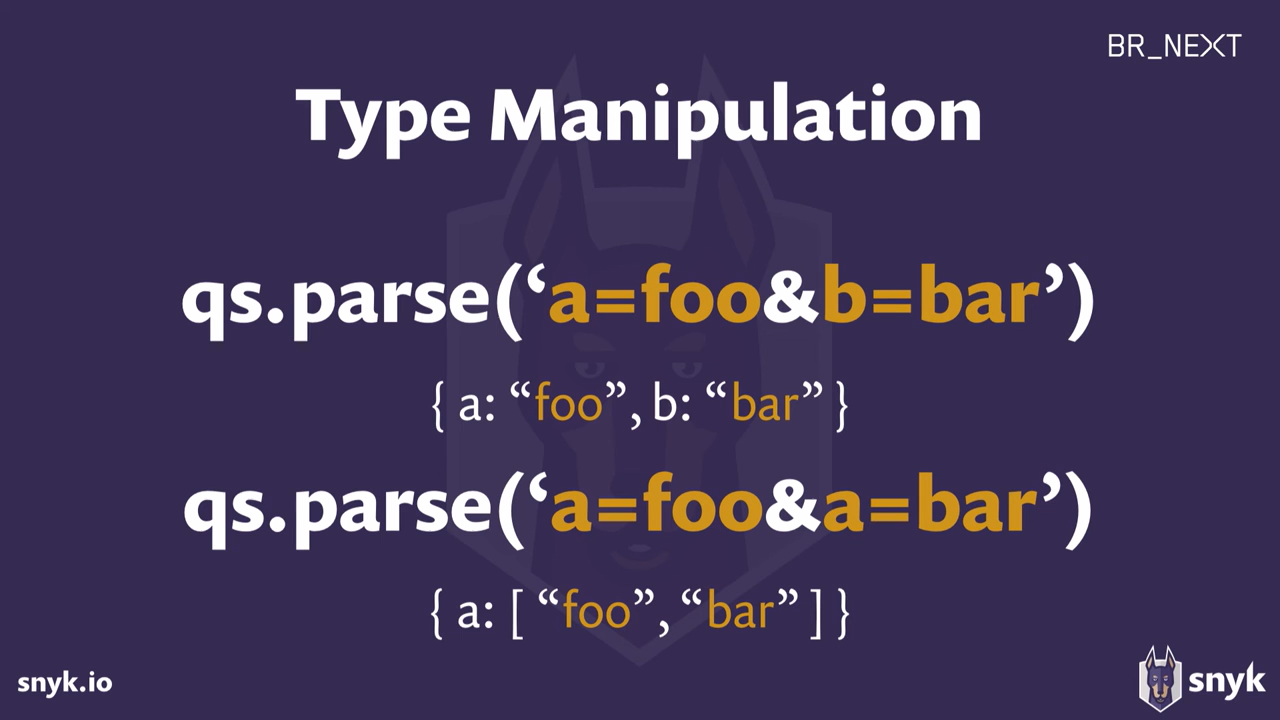 BR_NEXT
Type Manipulation
qs.parse(‘a=foo&b=bar’)
{ a: “foo”, b: “bar” }
qs.parse(‘a=foo&a=bar’)
{ a: [ “foo”, “bar” ] }
snyk.io
snyk